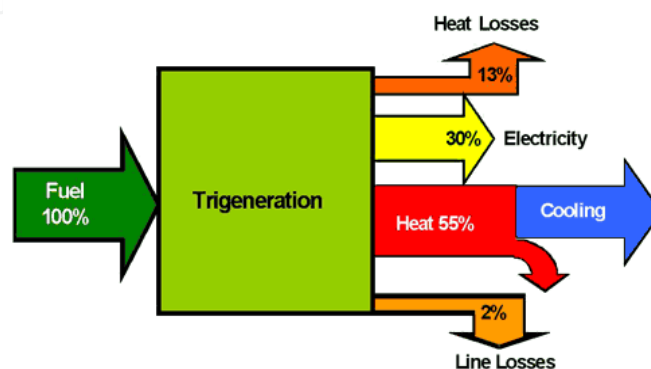 Heat Losses
13%
30% Electricity
Fuel
100%
Trigeneration
Heat 55%
Cooling
2%
Line Losses